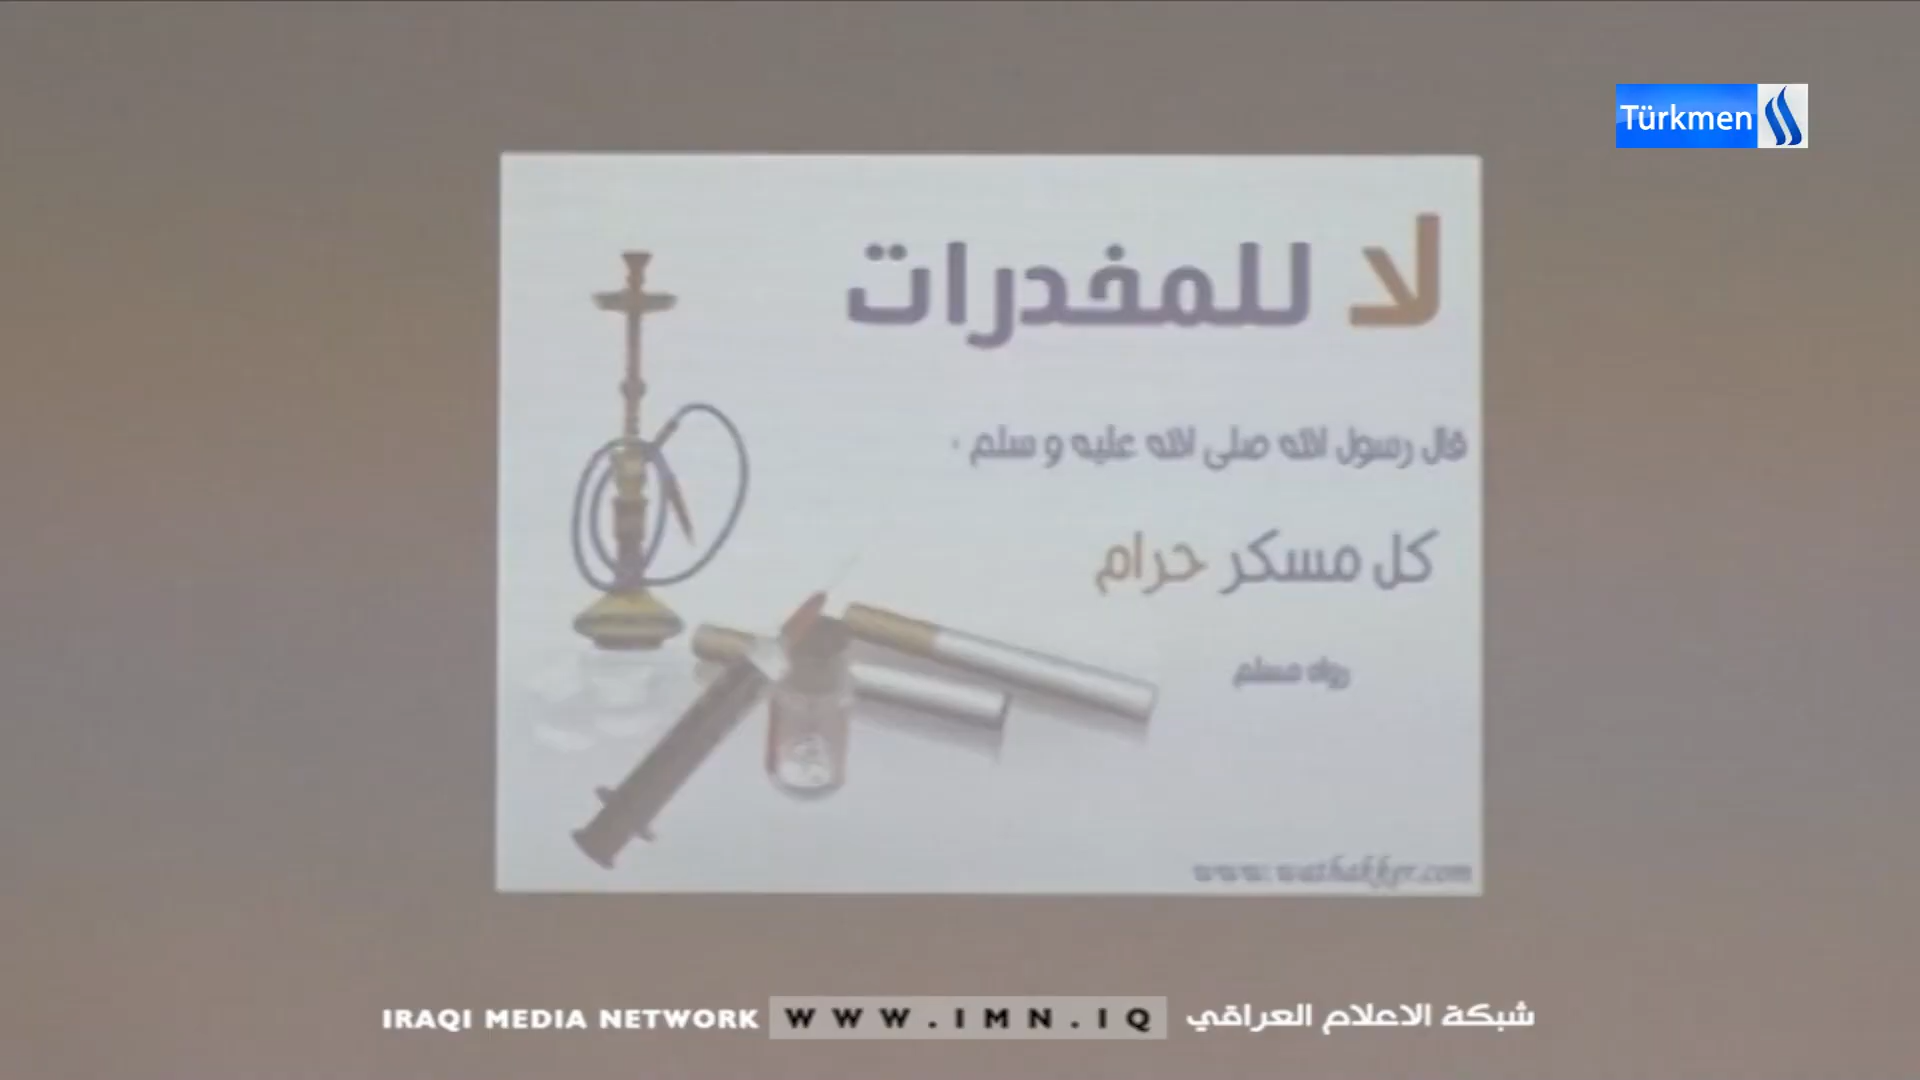 Türkmen
لا للمخدرات
قال رسول الله صلى الله عليه و سلم :
كل مسكر حرام
رواه مسلم
www.wathakker.com
IRAQI MEDIA NETWORK WWW.IMN.IQ شبكة الاعلام العراقي